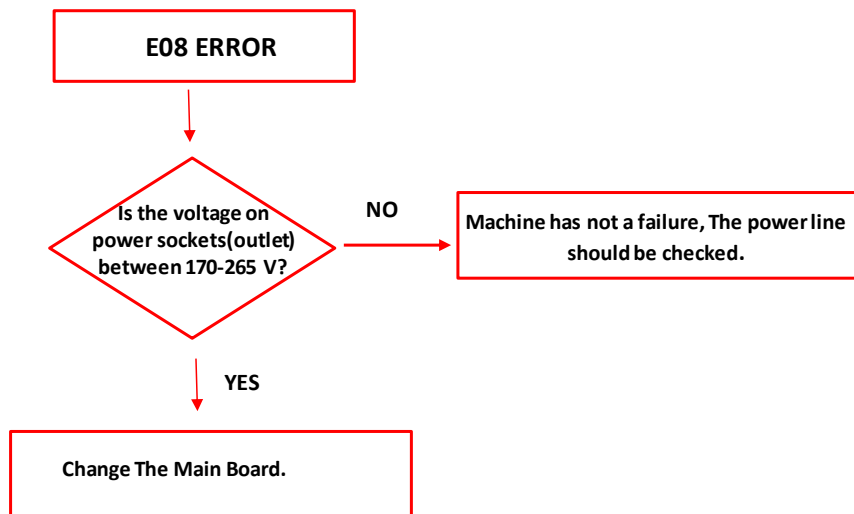 E08 ERROR
Is the voltage on
power sockets(outlet)
between 170-265 V?
NO
Machine has not a failure, The power line
should be checked.
YES
Change The Main Board.